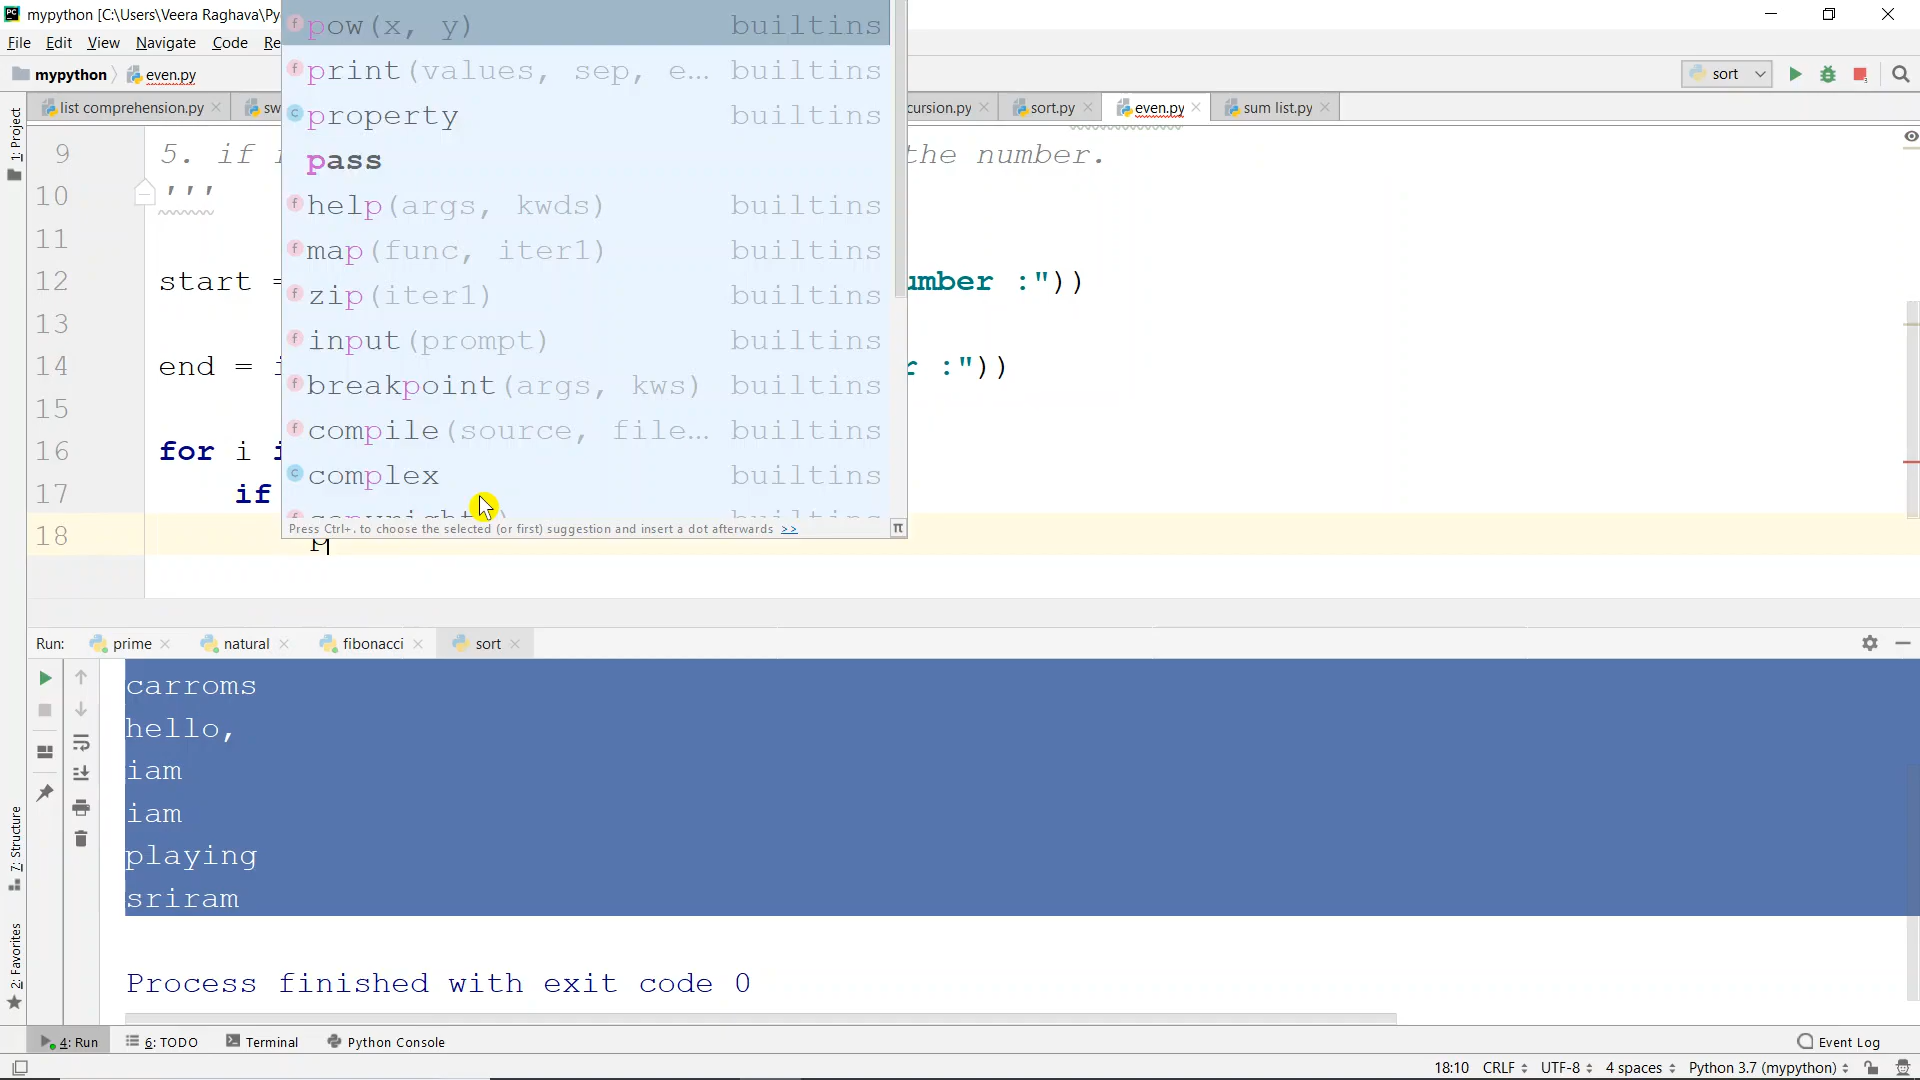 mypython [C:\Users\Veera Raghava\Py
File Edit View Navigate Code Re
mypython even.py
sort
list comprehension.py sw cursion.py sort.py even.py sum list.py
1: Project
7: Structure
2: Favorites
pow(x, y) builtins
print(values, sep, e... builtins
property builtins
pass
help(args, kwds) builtins
map(func, iter1) builtins
zip(iter1) builtins
input(prompt) builtins
breakpoint(args, kws) builtins
compile(source, file... builtins
complex builtins
Press Ctrl+. to choose the selected (or first) suggestion and insert a dot afterwards >> π
9 5. if the number.
10 '''
11
12 start = umber :"))
13
14 end = i r :"))
15
16 for i i
17 if
18 p
Run: prime natural fibonacci sort
carroms
hello,
iam
iam
playing
sriram
Process finished with exit code 0
4: Run 6: TODO Terminal Python Console Event Log
18:10 CRLF UTF-8 4 spaces Python 3.7 (mypython)